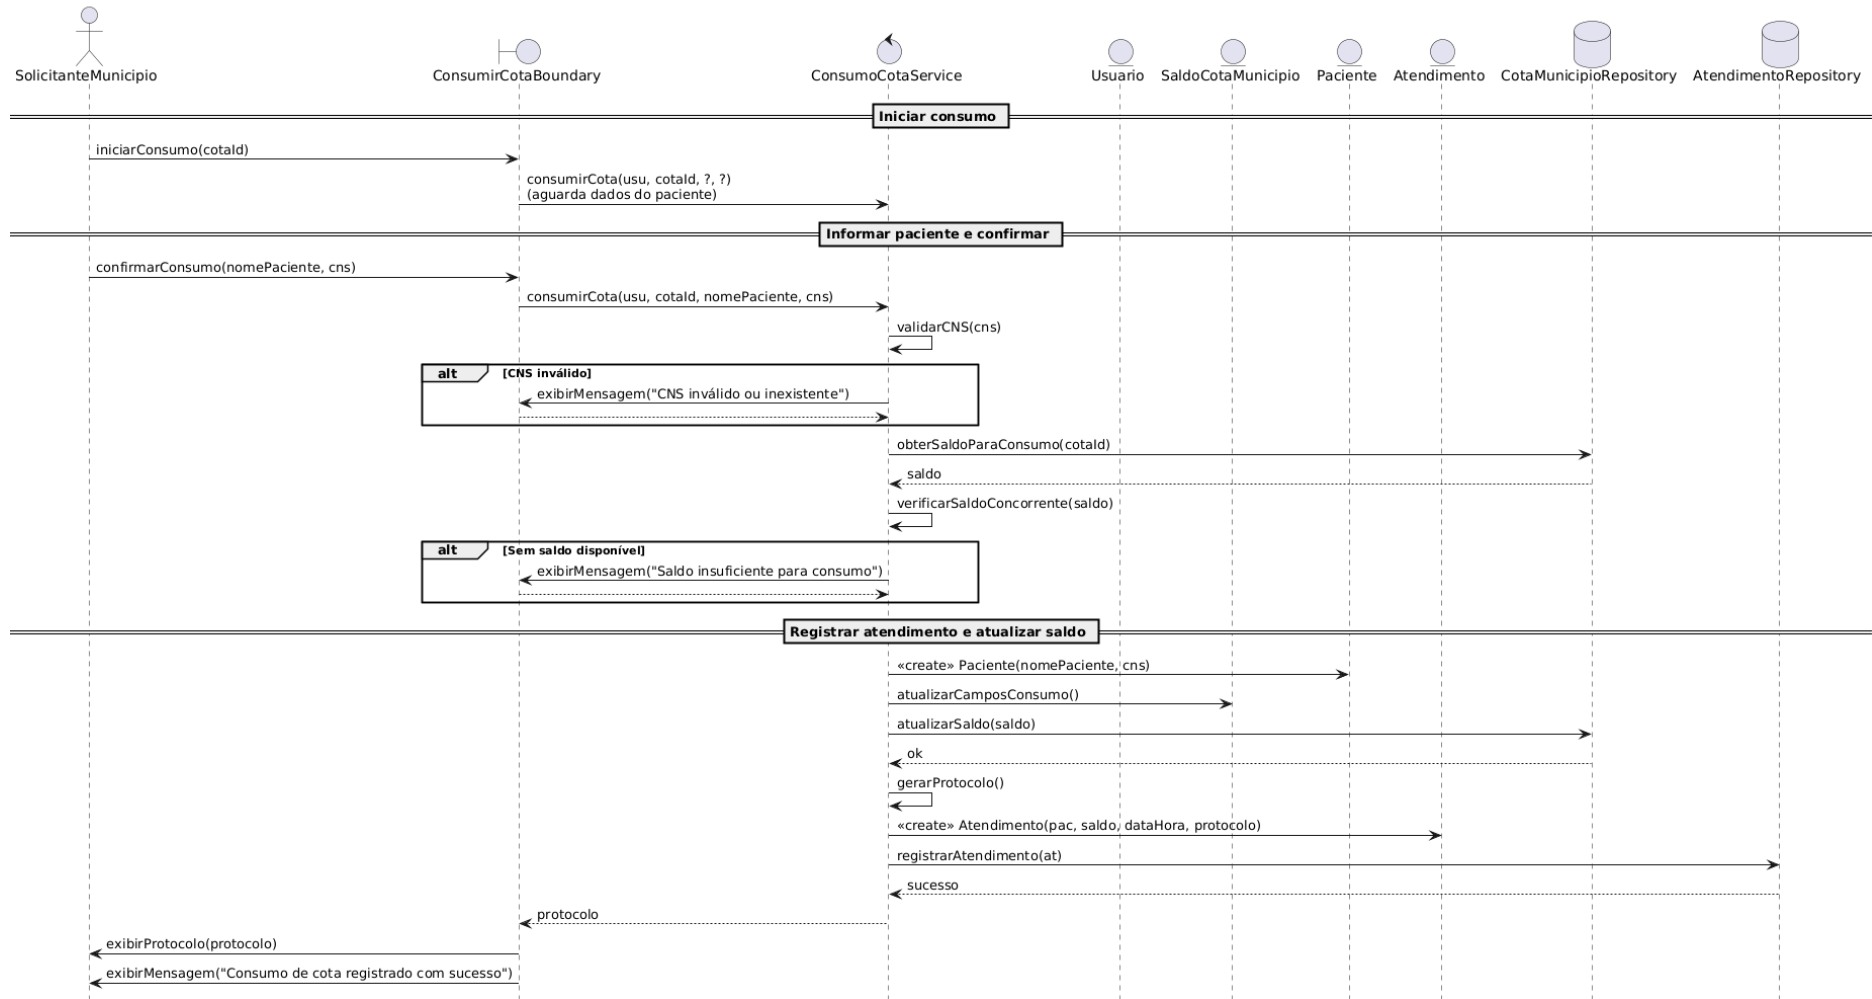 SolicitanteMunicipio
ConsumirCotaBoundary
ConsumoCotaService
Usuario
SaldoCotaMunicipio
Paciente
Atendimento
CotaMunicipioRepository
AtendimentoRepository
Iniciar consumo
iniciarConsumo(cotaId)
consumirCota(usu, cotaId, ?, ?)
(aguarda dados do paciente)
Informar paciente e confirmar
confirmarConsumo(nomePaciente, cns)
consumirCota(usu, cotaId, nomePaciente, cns)
validarCNS(cns)
alt
[CNS inválido]
exibirMensagem("CNS inválido ou inexistente")
obterSaldoParaConsumo(cotaId)
saldo
verificarSaldoConcorrente(saldo)
alt
[Sem saldo disponível]
exibirMensagem("Saldo insuficiente para consumo")
Registrar atendimento e atualizar saldo
«create» Paciente(nomePaciente, cns)
atualizarCamposConsumo()
atualizarSaldo(saldo)
ok
gerarProtocolo()
«create» Atendimento(pac, saldo, dataHora, protocolo)
registrarAtendimento(at)
sucesso
protocolo
exibirProtocolo(protocolo)
exibirMensagem("Consumo de cota registrado com sucesso")